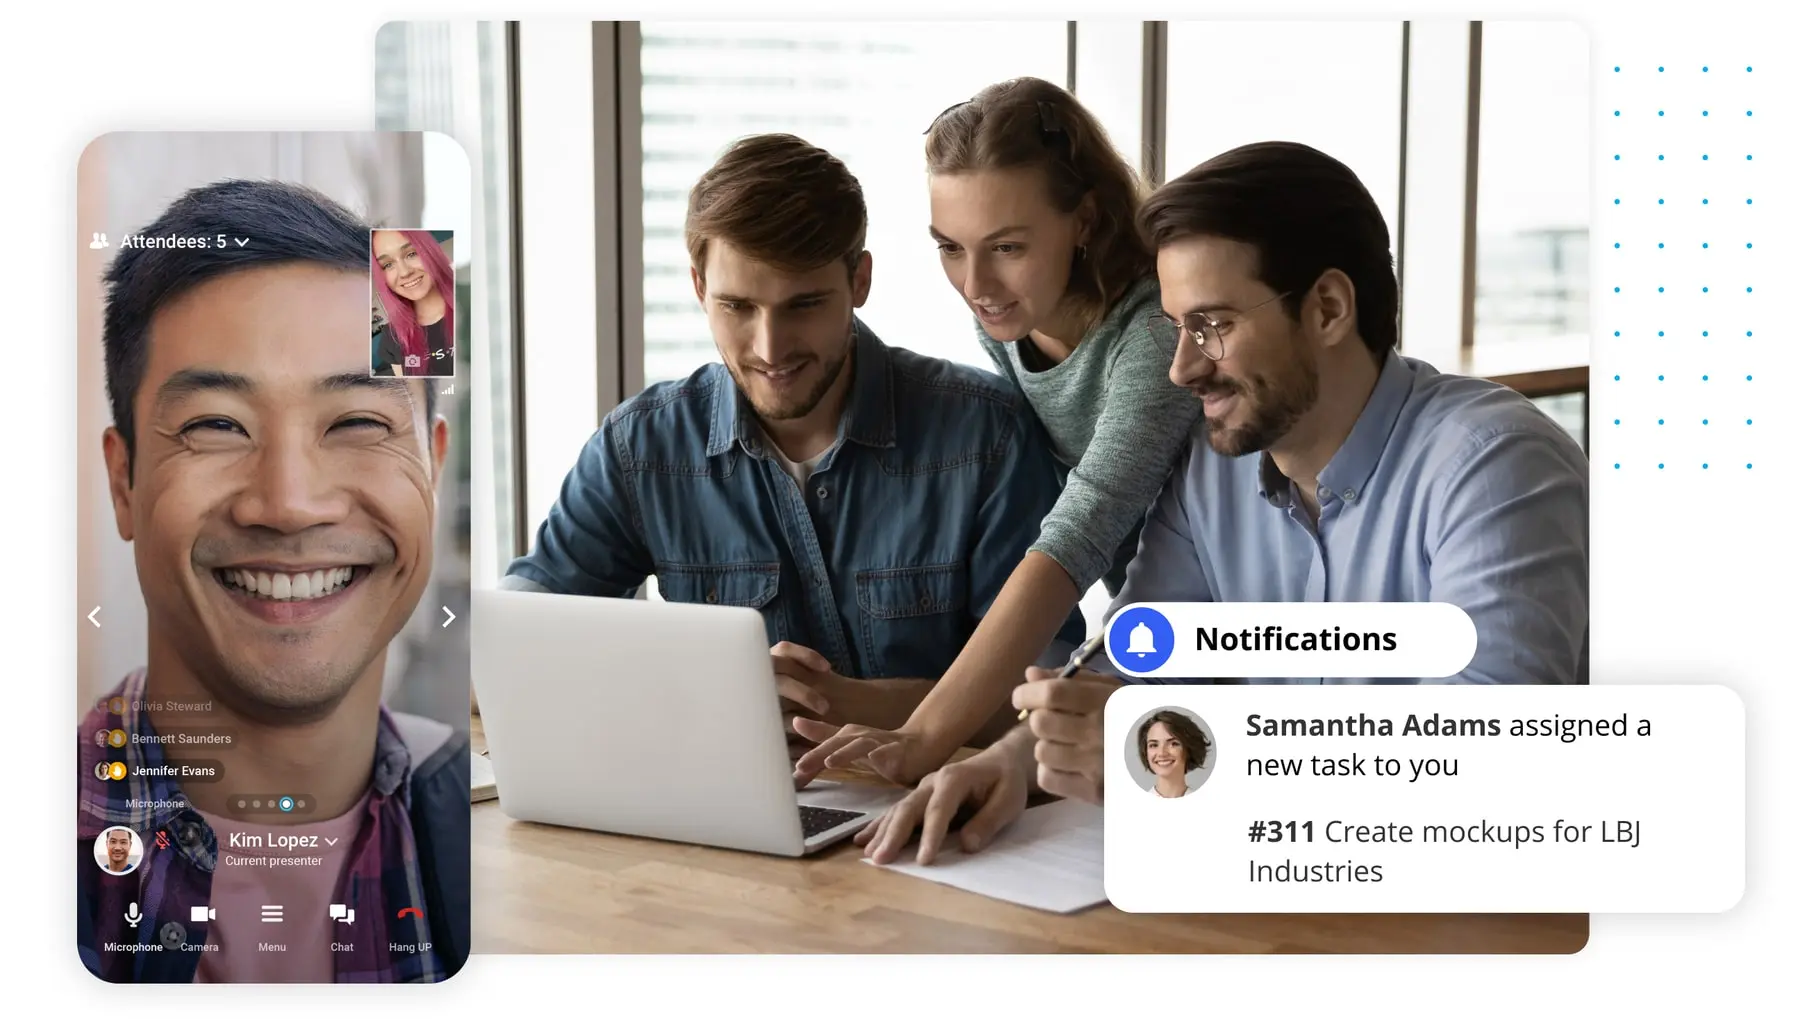 Attendees: 5
Olivia Steward
Bennett Saunders
Jennifer Evans
Microphone
Kim Lopez
Current presenter
Microphone
Camera
Menu
Chat
Hang UP
Notifications
Samantha Adams assigned a
new task to you
#311 Create mockups for LBJ
Industries